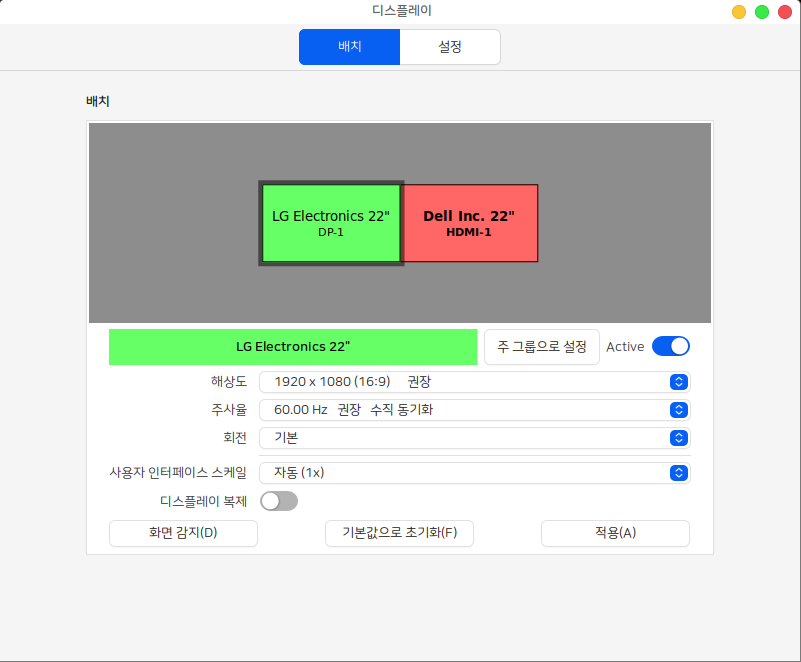 디스플레이
배치 설정
배치
LG Electronics 22"
DP-1
Dell Inc. 22"
HDMI-1
LG Electronics 22" 주 그룹으로 설정 Active
해상도 1920 x 1080 (16:9) 권장
주사율 60.00 Hz 권장 수직 동기화
회전 기본
사용자 인터페이스 스케일 자동 (1x)
디스플레이 복제
화면 감지(D) 기본값으로 초기화(F) 적용(A)